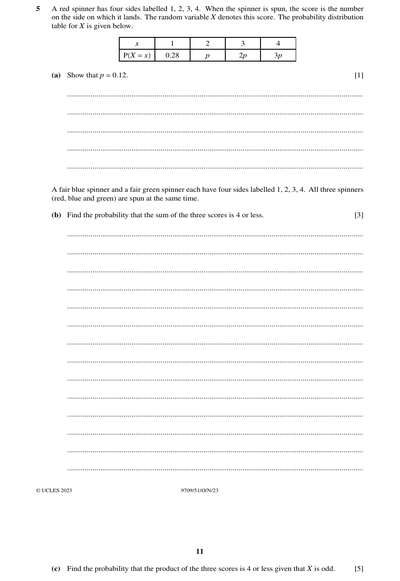 5 A red spinner has four sides labelled 1, 2, 3, 4. When the spinner is spun, the score is the number
on the side on which it lands. The random variable X denotes this score. The probability distribution
table for X is given below.
x 1 2 3 4
P(X = x) 0.28 p 2p 3p
(a) Show that p = 0.12. [1]
A fair blue spinner and a fair green spinner each have four sides labelled 1, 2, 3, 4. All three spinners
(red, blue and green) are spun at the same time.
(b) Find the probability that the sum of the three scores is 4 or less. [3]
© UCLES 2023 9709/51/O/N/23
11
(c) Find the probability that the product of the three scores is 4 or less given that X is odd. [5]